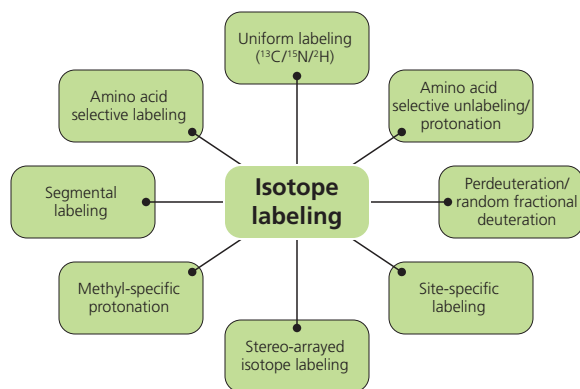 Uniform labeling
(¹³C/¹⁵N/²H)
Amino acid
selective labeling
Amino acid
selective unlabeling/
protonation
Segmental
labeling
Isotope
labeling
Perdeuteration/
random fractional
deuteration
Methyl-specific
protonation
Site-specific
labeling
Stereo-arrayed
isotope labeling